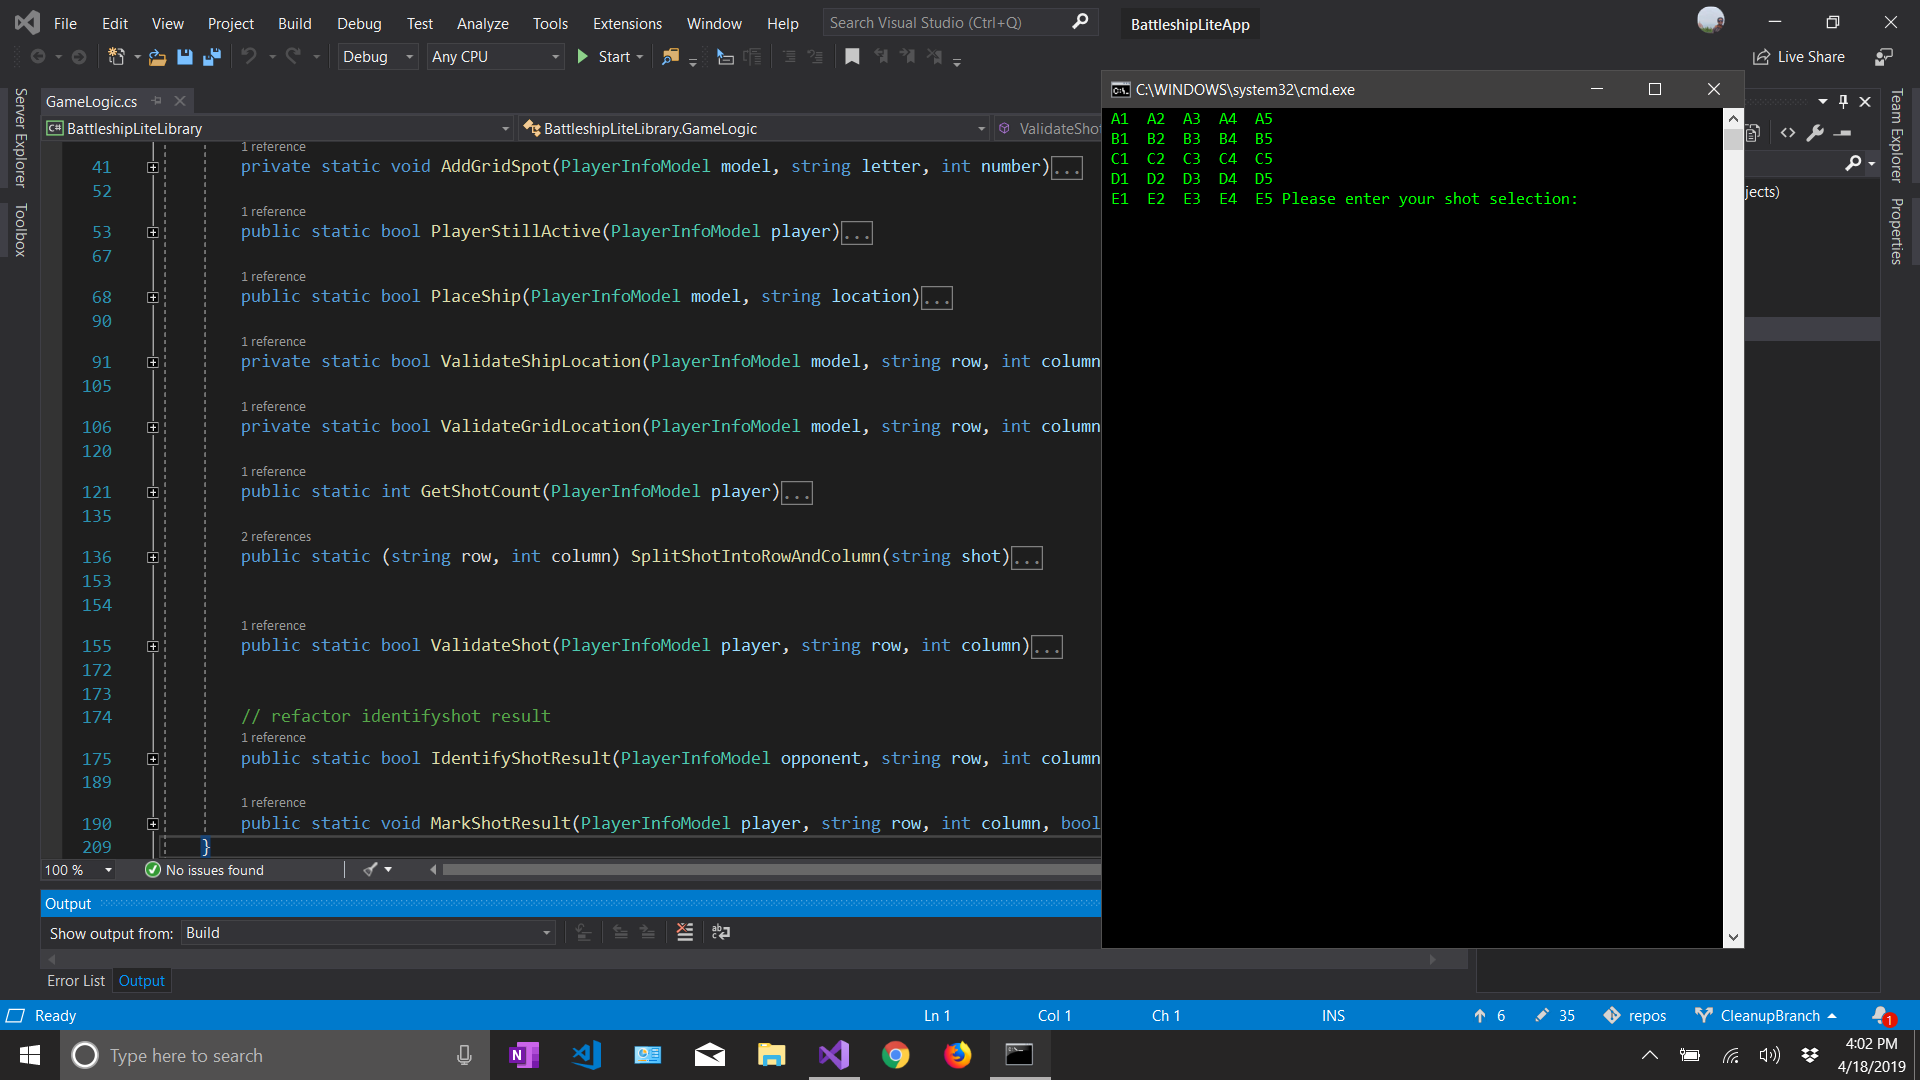 File Edit View Project Build Debug Test Analyze Tools Extensions Window Help Search Visual Studio (Ctrl+Q) BattleshipLiteApp
Debug Any CPU Start Live Share
Server Explorer
Toolbox
GameLogic.cs
BattleshipLiteLibrary BattleshipLiteLibrary.GameLogic ValidateSho
1 reference
41 private static void AddGridSpot(PlayerInfoModel model, string letter, int number)...
52
1 reference
53 public static bool PlayerStillActive(PlayerInfoModel player)...
67
1 reference
68 public static bool PlaceShip(PlayerInfoModel model, string location)...
90
1 reference
91 private static bool ValidateShipLocation(PlayerInfoModel model, string row, int column
105
1 reference
106 private static bool ValidateGridLocation(PlayerInfoModel model, string row, int column
120
1 reference
121 public static int GetShotCount(PlayerInfoModel player)...
135
2 references
136 public static (string row, int column) SplitShotIntoRowAndColumn(string shot)...
153
154
1 reference
155 public static bool ValidateShot(PlayerInfoModel player, string row, int column)...
172
173
174 // refactor identifyshot result
1 reference
175 public static bool IdentifyShotResult(PlayerInfoModel opponent, string row, int column
189
1 reference
190 public static void MarkShotResult(PlayerInfoModel player, string row, int column, bool
209 }
100 % No issues found
Output
Show output from: Build
Error List Output
C:\WINDOWS\system32\cmd.exe
A1 A2 A3 A4 A5
B1 B2 B3 B4 B5
C1 C2 C3 C4 C5
D1 D2 D3 D4 D5
E1 E2 E3 E4 E5 Please enter your shot selection:
jects)
Team Explorer
Properties
Ready Ln 1 Col 1 Ch 1 INS 6 35 repos CleanupBranch 1
Type here to search
4:02 PM
4/18/2019